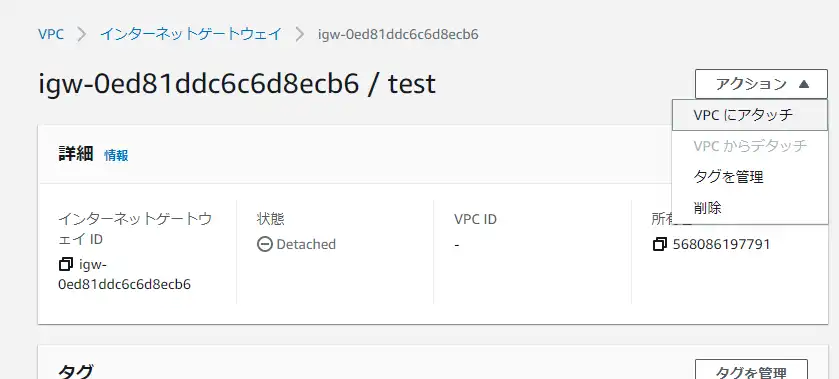 VPC > インターネットゲートウェイ > igw-0ed81ddc6c6d8ecb6
igw-0ed81ddc6c6d8ecb6 / test
アクション ▲
VPC にアタッチ
VPC からデタッチ
タグを管理
削除
詳細 情報
インターネットゲートウ
ェイ ID
igw-
0ed81ddc6c6d8ecb6
状態
Detached
VPC ID
-
所有
568086197791
タグ
タグを管理